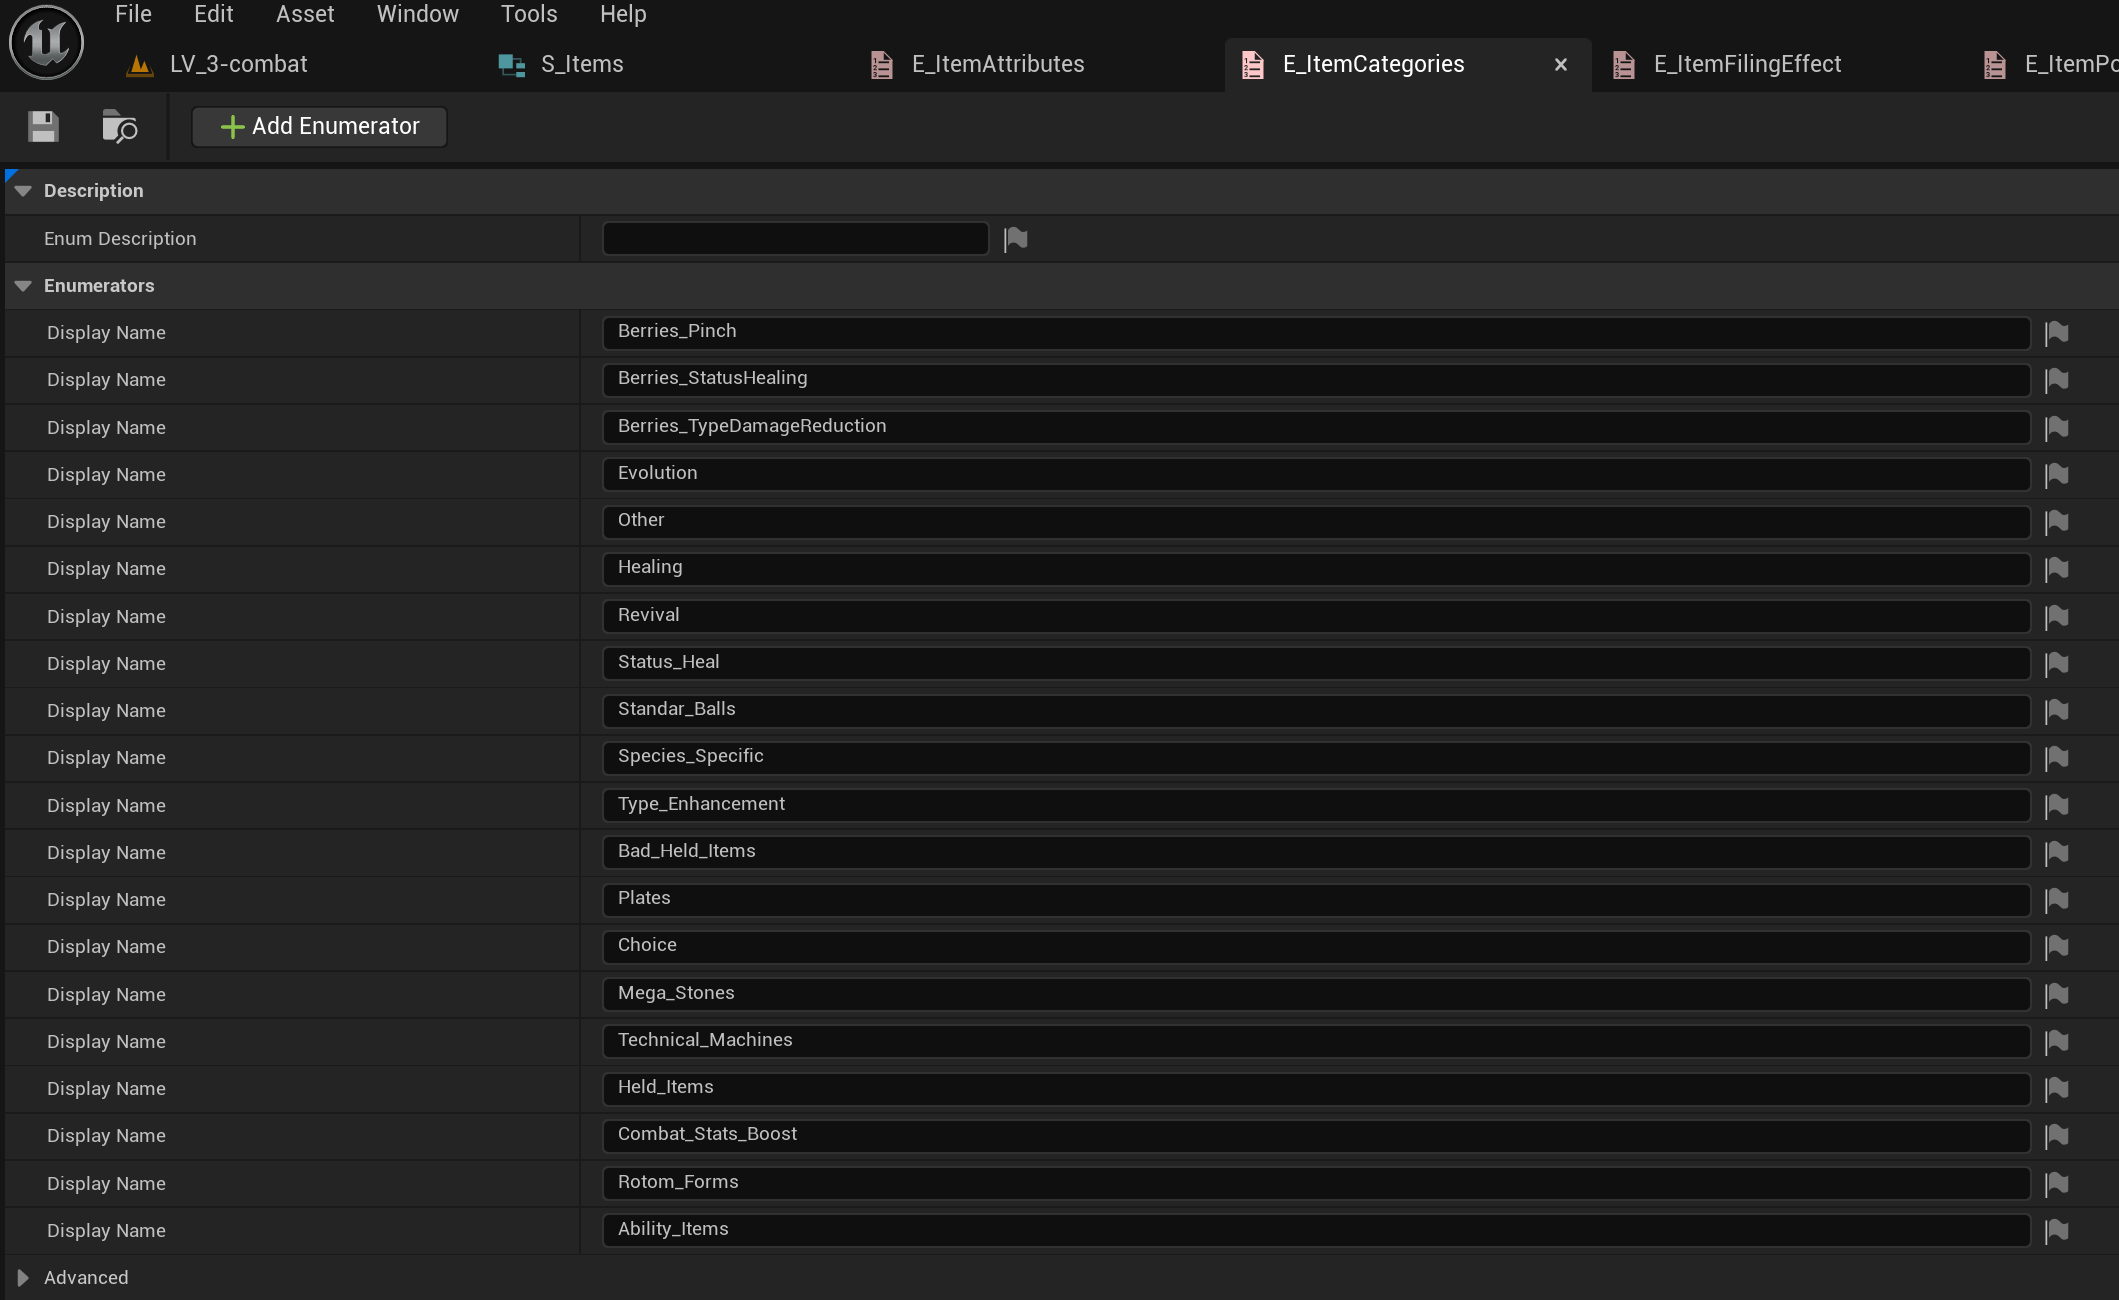 File Edit Asset Window Tools Help
LV_3-combat S_Items E_ItemAttributes E_ItemCategories E_ItemFilingEffect E_ItemPo
Add Enumerator
Description
Enum Description
Enumerators
Display Name Berries_Pinch
Display Name Berries_StatusHealing
Display Name Berries_TypeDamageReduction
Display Name Evolution
Display Name Other
Display Name Healing
Display Name Revival
Display Name Status_Heal
Display Name Standar_Balls
Display Name Species_Specific
Display Name Type_Enhancement
Display Name Bad_Held_Items
Display Name Plates
Display Name Choice
Display Name Mega_Stones
Display Name Technical_Machines
Display Name Held_Items
Display Name Combat_Stats_Boost
Display Name Rotom_Forms
Display Name Ability_Items
Advanced